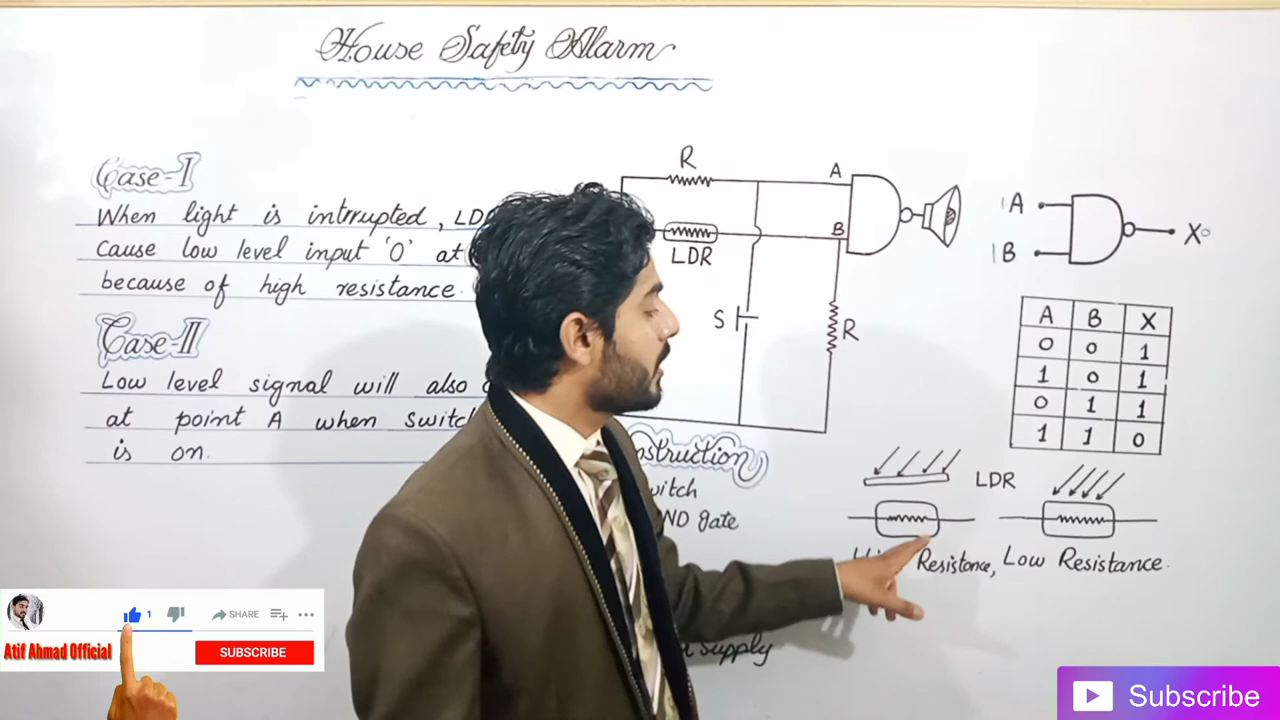 House Safety Alarm
Case-I
When light is intrrupted, LD
cause low level input '0' at
because of high resistance.
Case-II
Low level signal will also
at point A when switch
is on.
R
A
LDR
B
S
R
nstruction
witch
ND gate
Supply
A
B
X
A B X
0 0 1
1 0 1
0 1 1
1 1 0
LDR
Resistance, Low Resistance.
1
SHARE
Atif Ahmad Official
SUBSCRIBE
Subscribe